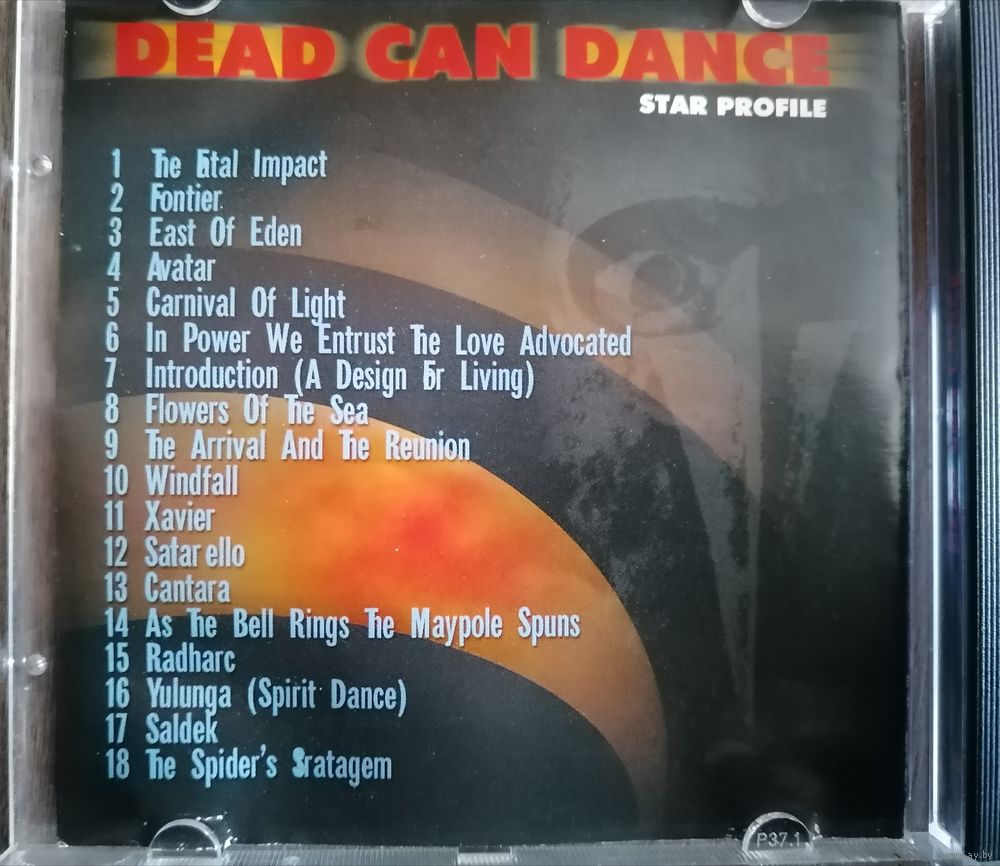 DEAD CAN DANCE
STAR PROFILE
1 The Fatal Impact
2 Fontier
3 East Of Eden
4 Avatar
5 Carnival Of Light
6 In Power We Entrust The Love Advocated
7 Introduction (A Design For Living)
8 Flowers Of The Sea
9 The Arrival And The Reunion
10 Windfall
11 Xavier
12 Satar ello
13 Cantara
14 As The Bell Rings The Maypole Spuns
15 Radharc
16 Yulunga (Spirit Dance)
17 Saldek
18 The Spider's Sratagem
P37.1